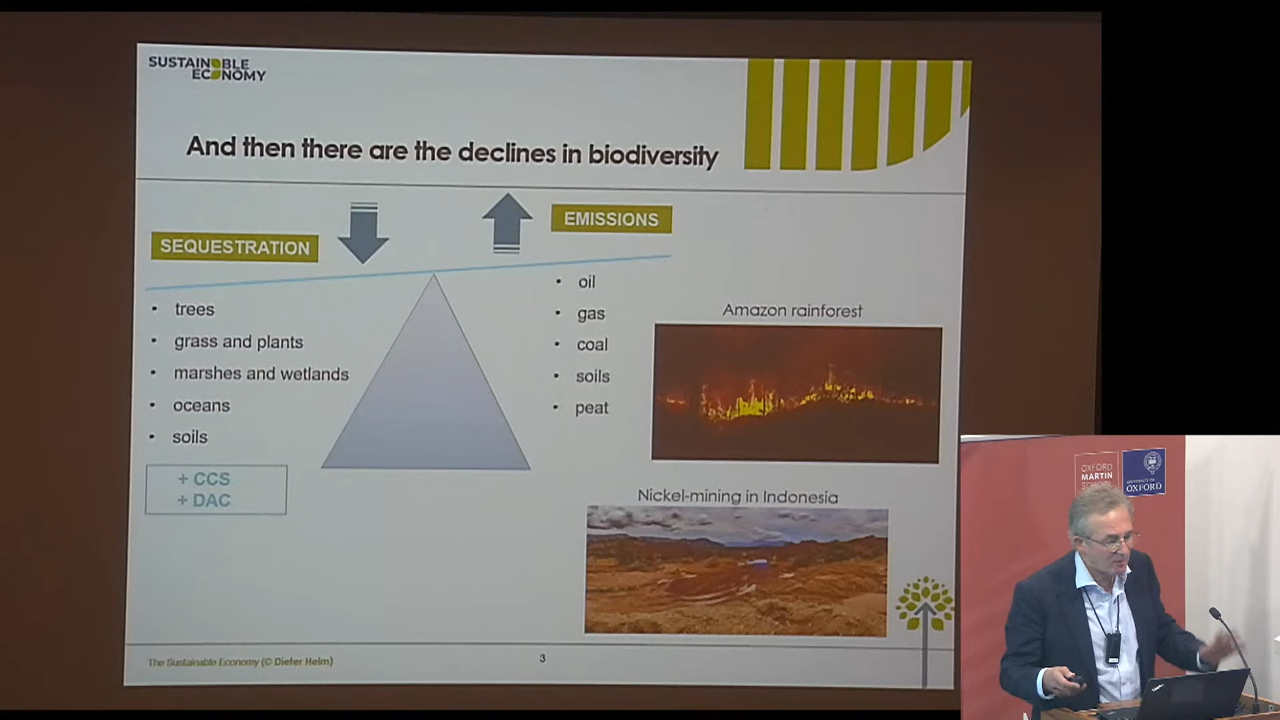 SUSTAINABLE
ECONOMY
And then there are the declines in biodiversity
SEQUESTRATION
EMISSIONS
• trees
• grass and plants
• marshes and wetlands
• oceans
• soils
+ CCS
+ DAC
• oil
• gas
• coal
• soils
• peat
Amazon rainforest
Nickel-mining in Indonesia
The Sustainable Economy (© Dieter Helm)
3
OXFORD
MARTIN
UNIVERSITY OF
OXFORD